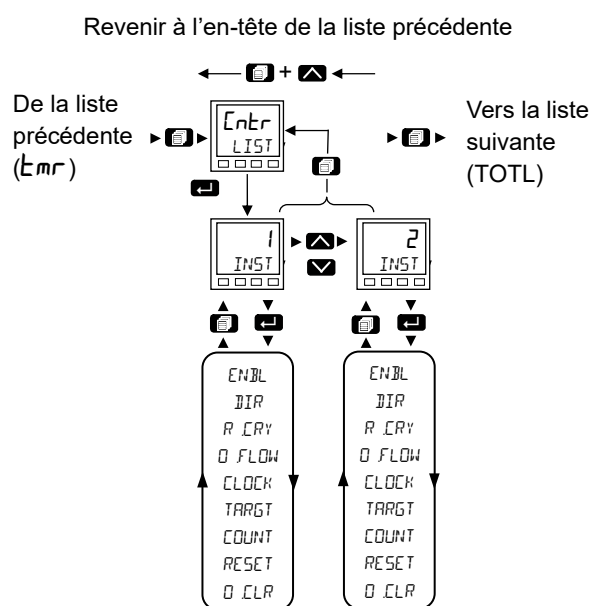 Revenir à l'en-tête de la liste précédente
+
De la liste
précédente
(tmr)
Cntr
LIST
Vers la liste
suivante
(TOTL)
1
INST
2
INST
ENBL
DIR
R.CRY
O.FLOW
CLOCK
TARGT
COUNT
RESET
O.CLR
ENBL
DIR
R.CRY
O.FLOW
CLOCK
TARGT
COUNT
RESET
O.CLR